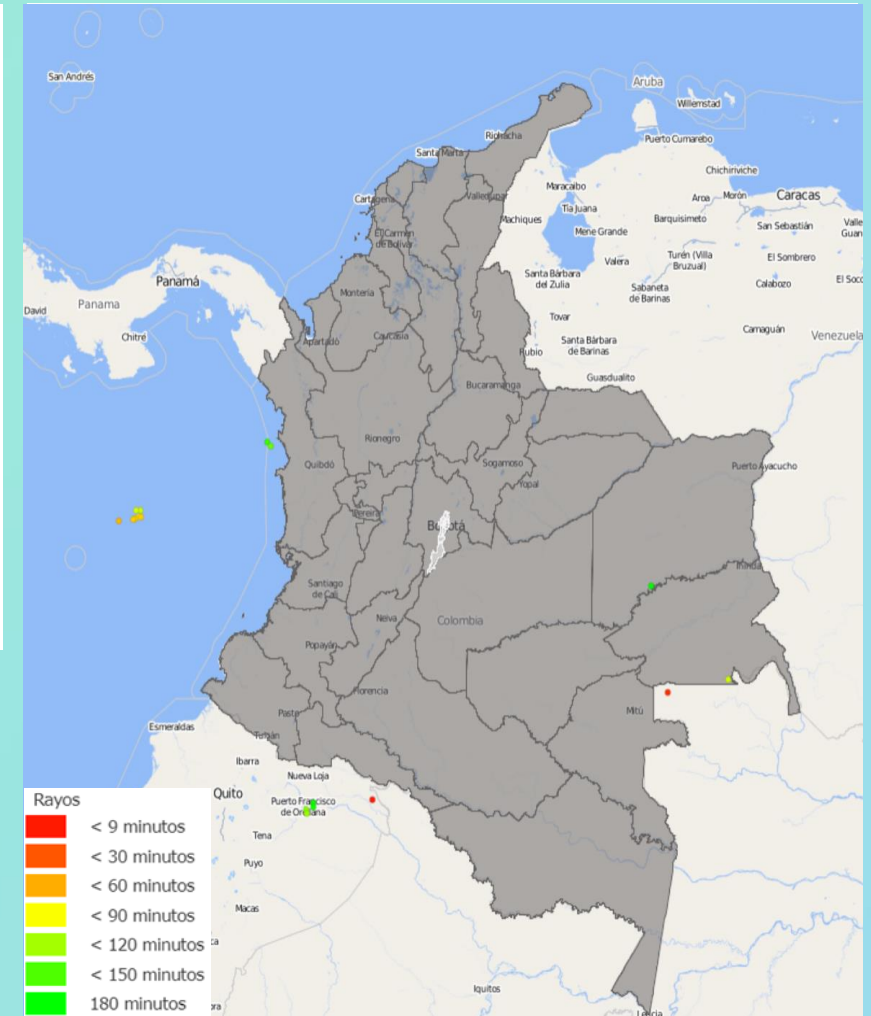 San Andrés
Aruba
Willemstad
Riohacha
Puerto Cumarebo
Santa Marta
Chichiriviche
Maracaibo
Aroa
Morón
Caracas
Cartagena
Valledupar
Tía Juana
Machiques
Barquisimeto
San Sebastián
Valle
Guan
El Carmen
de Bolívar
Mene Grande
Turén (Villa
Bruzual)
El Sombrero
Valera
Panamá
Santa Bárbara
del Zulia
Sabaneta
de Barinas
Calabozo
El Soco
Montería
David
Panama
Tovar
Camaguán
Chitré
Apartadó
Caucasia
Santa Bárbara
de Barinas
Venezuela
Rubio
Guasdualito
Bucaramanga
Rionegro
Quibdó
Sogamoso
Puerto Ayacucho
Yopal
Pereira
Bogotá
Inírida
Santiago
de Cali
Neiva
Colombia
Popayán
Florencia
Mitú
Pasto
Esmeraldas
Ibarra
Nueva Loja
Quito
Puerto Francisco
de Orellana
Tena
Puyo
Macas
Iquitos
Leticia
Rayos
< 9 minutos
< 30 minutos
< 60 minutos
< 90 minutos
< 120 minutos
< 150 minutos
180 minutos